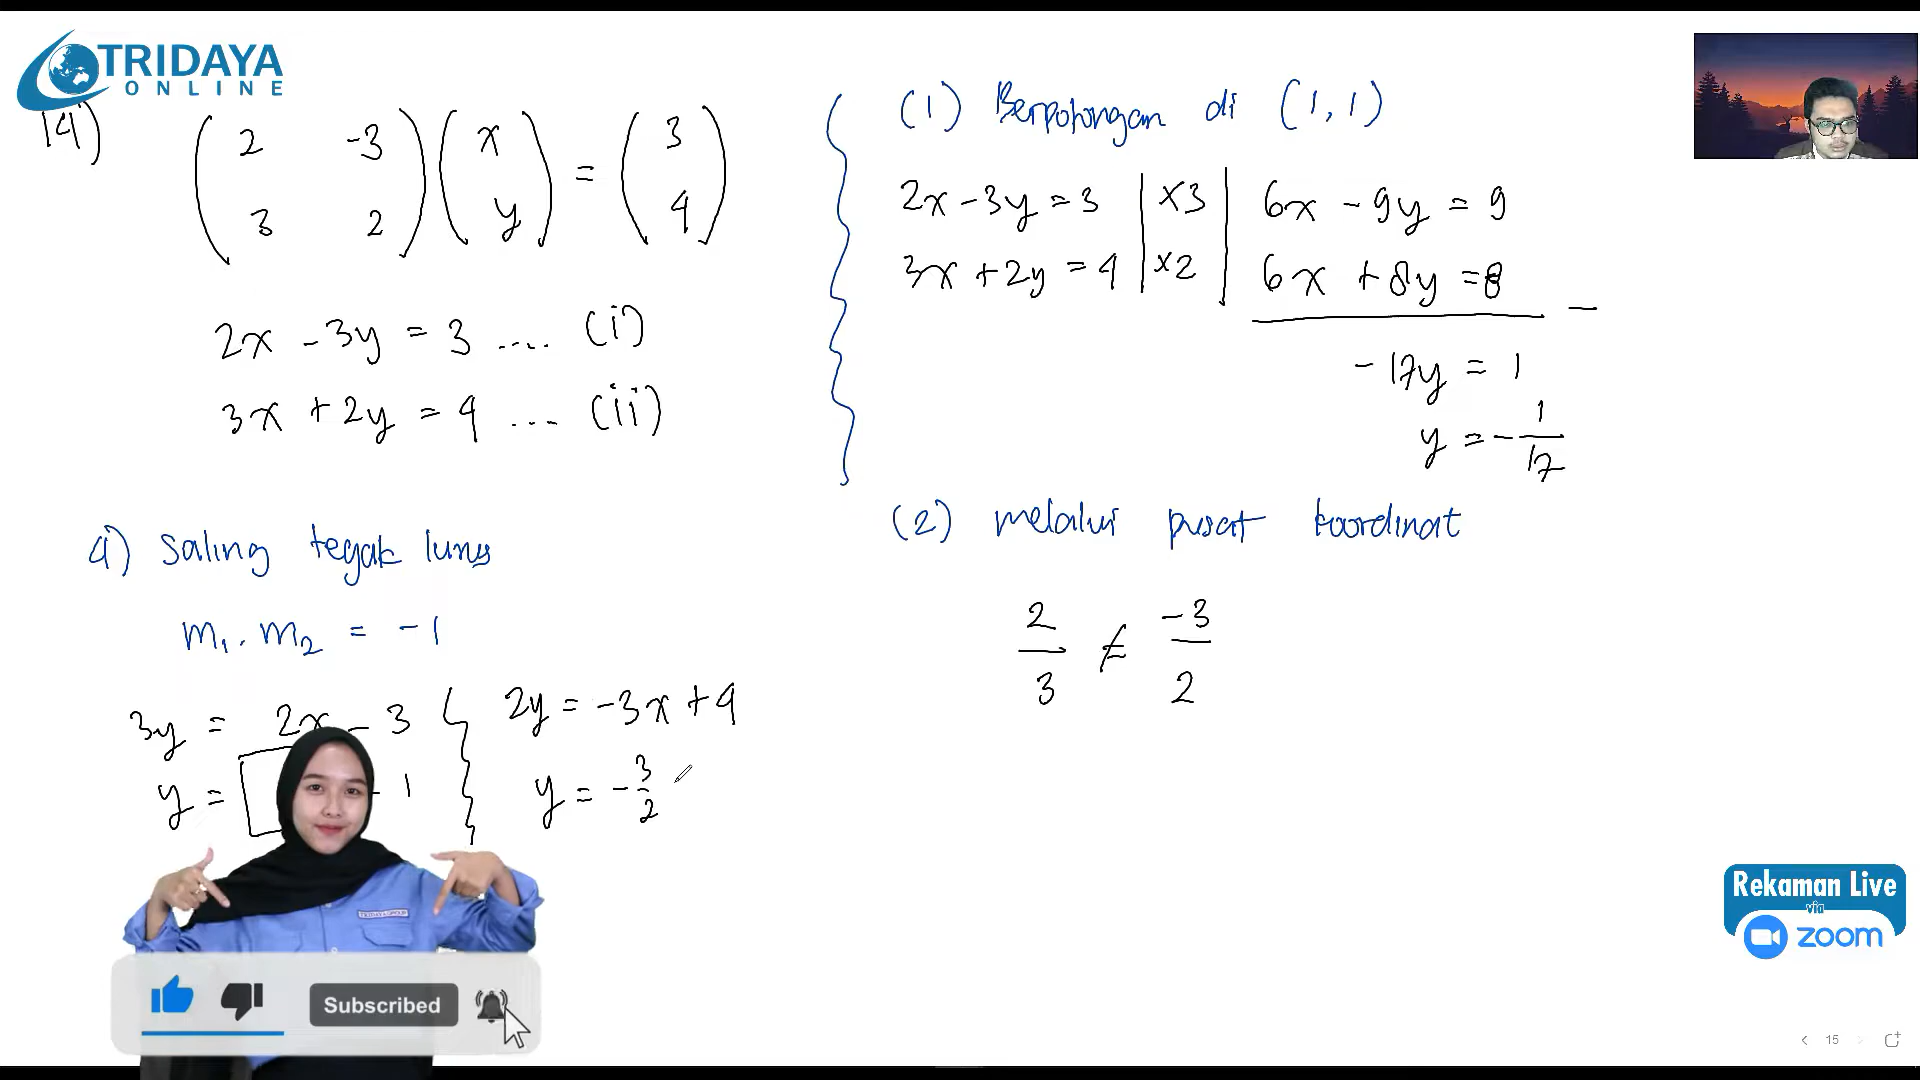 TRIDAYA
ONLINE
14)
( 2 -3 ) ( x ) = ( 3 )
( 3 2 ) ( y ) ( 4 )
2x - 3y = 3 .... (i)
3x + 2y = 4 ... (ii)
4) saling tegak lurus
m₁ . m₂ = -1
3y = 2x - 3
y = - 1
2y = -3x + 4
y = -3/2
(1) Berpotongan di (1, 1)
2x - 3y = 3 | x3 | 6x - 9y = 9
3x + 2y = 4 | x2 | 6x + 8y = 8
-
-17y = 1
y = -1/17
(2) melalui pusat koordinat
2/3 ≠ -3/2
Rekaman Live
via
zoom
Subscribed
15